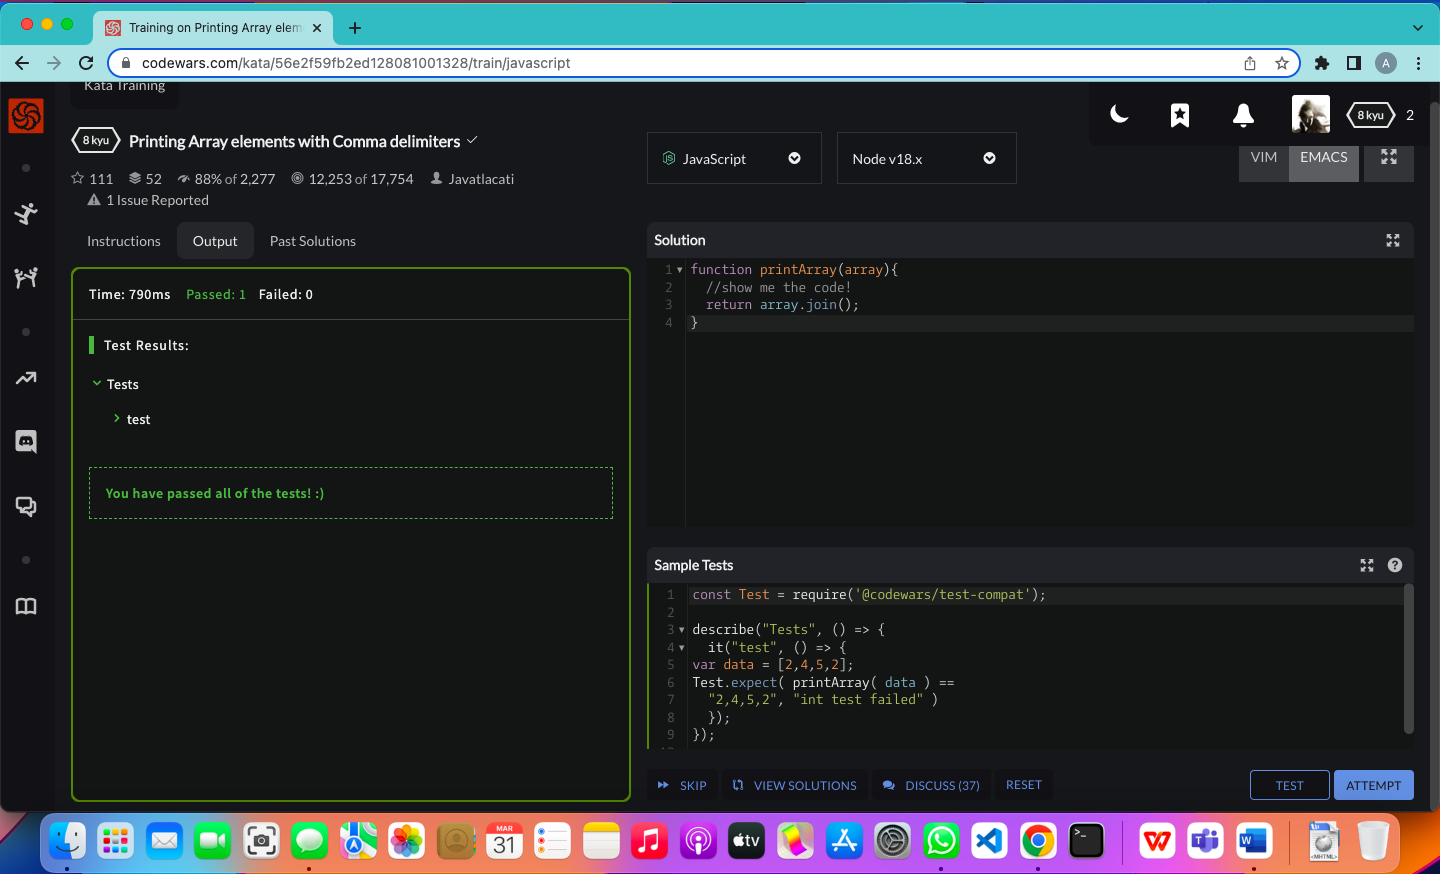 Training on Printing Array elem
codewars.com/kata/56e2f59fb2ed128081001328/train/javascript
A
Kata Training
8 kyu
2
8 kyu Printing Array elements with Comma delimiters
111 52 88% of 2,277 12,253 of 17,754 Javatlacati
1 Issue Reported
JavaScript
Node v18.x
VIM
EMACS
Instructions
Output
Past Solutions
Time: 790ms Passed: 1 Failed: 0
Test Results:
Tests
test
You have passed all of the tests! :)
Solution
1 function printArray(array){
2 //show me the code!
3 return array.join();
4 }
Sample Tests
1 const Test = require('@codewars/test-compat');
2
3 describe("Tests", () => {
4 it("test", () => {
5 var data = [2,4,5,2];
6 Test.expect( printArray( data ) ==
7 "2,4,5,2", "int test failed" )
8 });
9 });
SKIP
VIEW SOLUTIONS
DISCUSS (37)
RESET
TEST
ATTEMPT
MAR
31
tv
W
T
W
<MHTML>